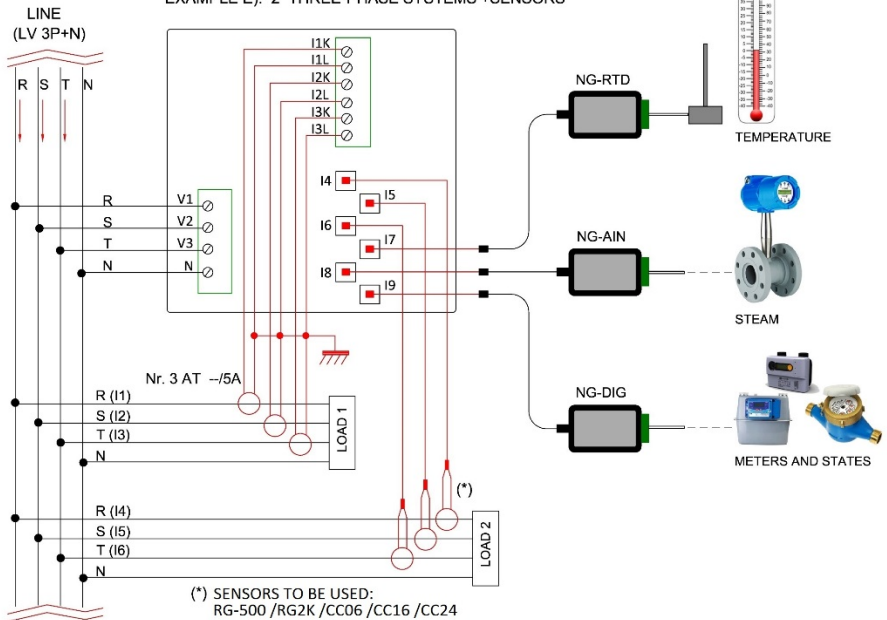 EXAMPLE E): 2 THREE PHASE SYSTEMS +SENSORS
LINE
(LV 3P+N)
R S T N
I1K
I1L
I2K
I2L
I3K
I3L
I4
I5
I6
I7
I8
I9
R V1
S V2
T V3
N N
NG-RTD
TEMPERATURE
NG-AIN
STEAM
NG-DIG
METERS AND STATES
Nr. 3 AT --/5A
R (I1)
S (I2)
T (I3)
N
LOAD 1
(*)
R (I4)
S (I5)
T (I6)
N
LOAD 2
(*) SENSORS TO BE USED:
RG-500 /RG2K /CC06 /CC16 /CC24